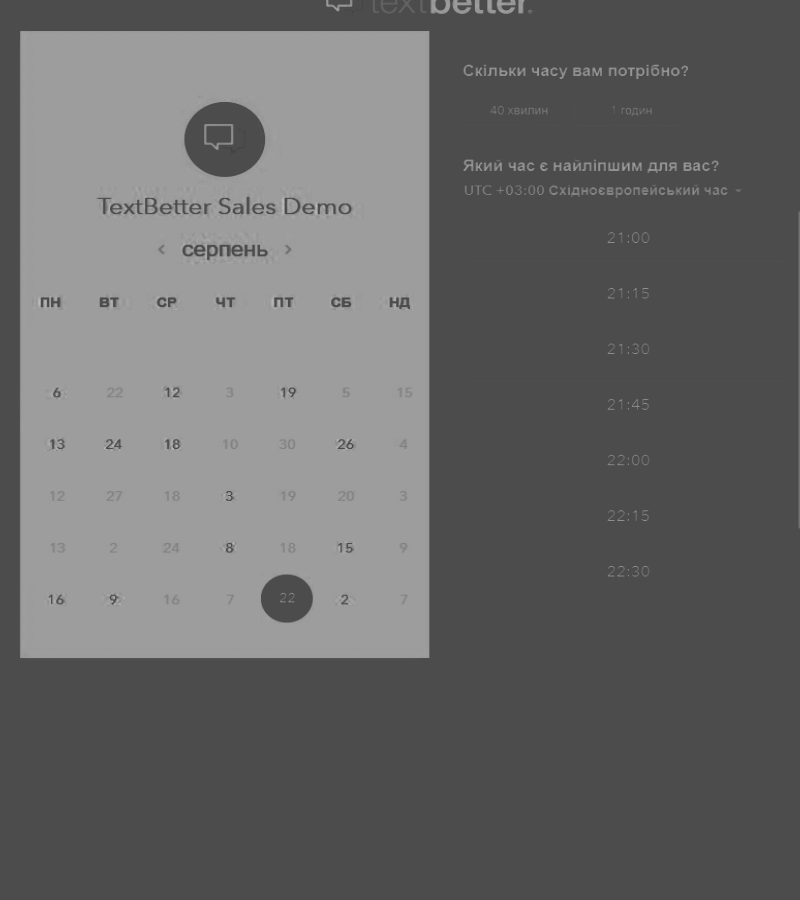 textbetter.
TextBetter Sales Demo
‹ серпень ›
ПН ВТ СР ЧТ ПТ СБ НД
6 22 12 3 19 5 15
13 24 18 10 30 26 4
12 27 18 3 19 20 3
13 2 24 8 18 15 9
16 9 16 7 22 2 7
Скільки часу вам потрібно?
40 хвилин 1 годин
Який час є найліпшим для вас?
UTC +03:00 Східноєвропейський час
21:00
21:15
21:30
21:45
22:00
22:15
22:30